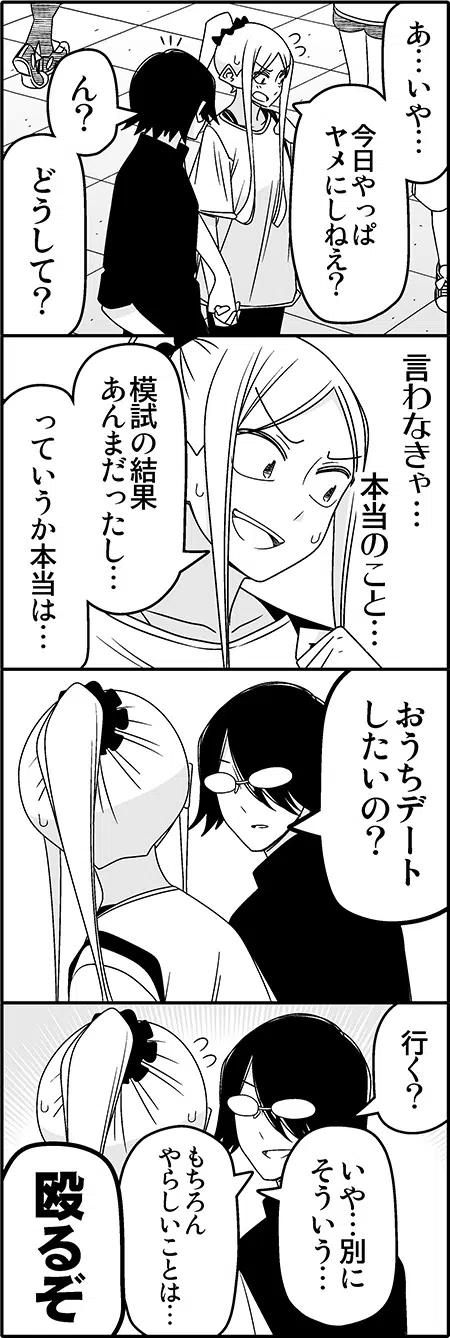 あ…いや…
今日やっぱ
ヤメにしねえ？
ん？
どうして？
言わなきゃ…
本当のこと…
模試の結果
あんまだったし…
っていうか本当は…
おうちデート
したいの？
行く？
いや…別に
そういう…
もちろん
やらしいことは…
殴るぞ